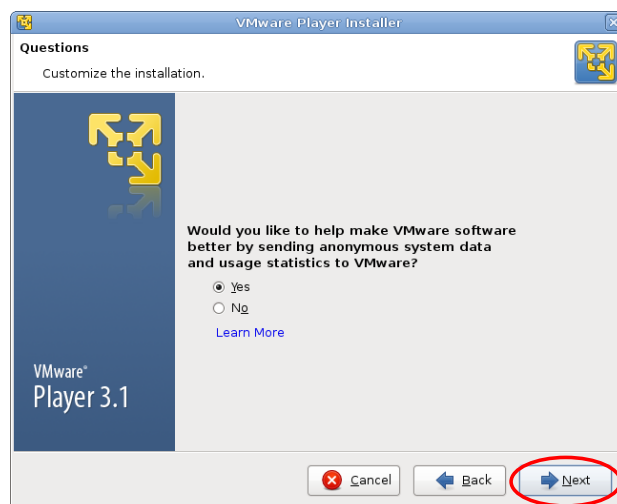 VMware Player Installer
Questions
Customize the installation.
Would you like to help make VMware software
better by sending anonymous system data
and usage statistics to VMware?
Yes
No
Learn More
VMware®
Player 3.1
Cancel
Back
Next